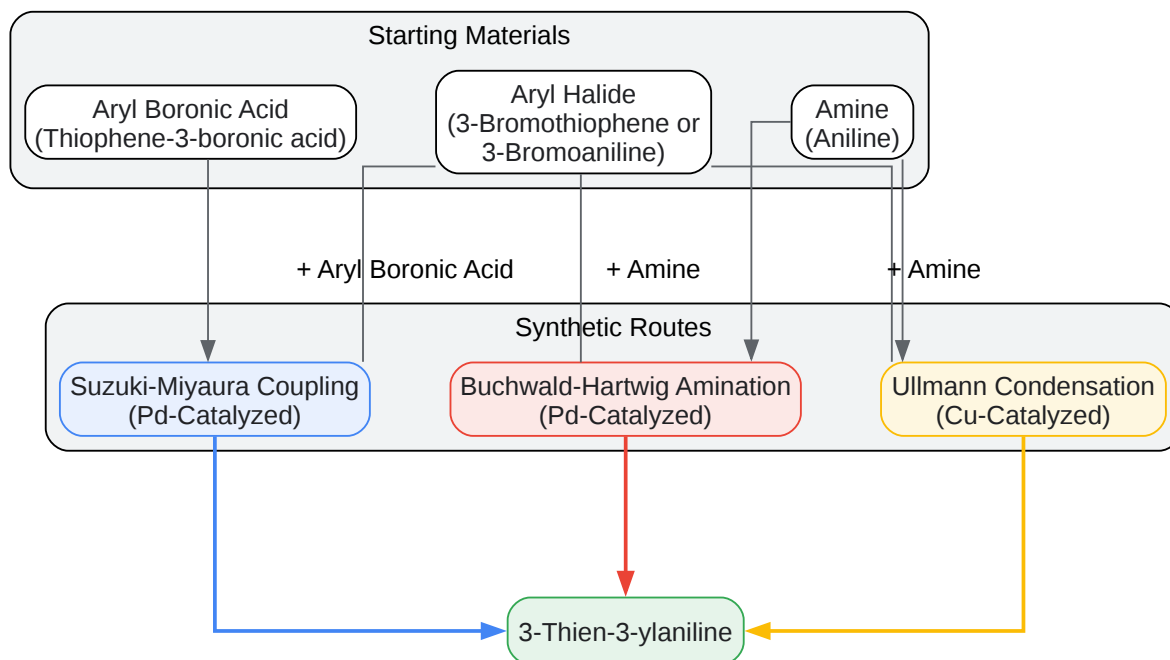 Starting Materials
Aryl Boronic Acid
(Thiophene-3-boronic acid)
Aryl Halide
(3-Bromothiophene or
3-Bromoaniline)
Amine
(Aniline)
+ Aryl Boronic Acid
+ Amine
+ Amine
Synthetic Routes
Suzuki-Miyaura Coupling
(Pd-Catalyzed)
Buchwald-Hartwig Amination
(Pd-Catalyzed)
Ullmann Condensation
(Cu-Catalyzed)
3-Thien-3-ylaniline